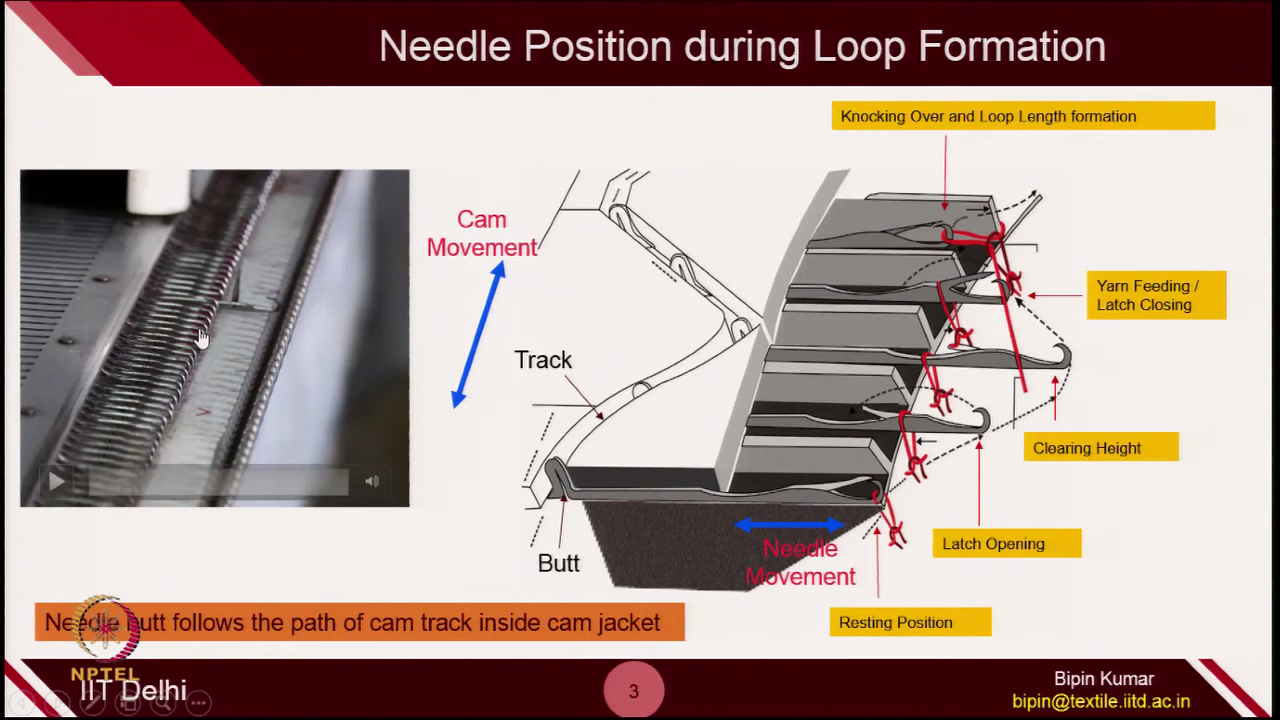 Needle Position during Loop Formation
Knocking Over and Loop Length formation
Cam
Movement
Yarn Feeding /
Latch Closing
Track
Clearing Height
Latch Opening
Butt
Needle
Movement
Resting Position
Needle butt follows the path of cam track inside cam jacket
NPTEL
IIT Delhi
3
Bipin Kumar
bipin@textile.iitd.ac.in